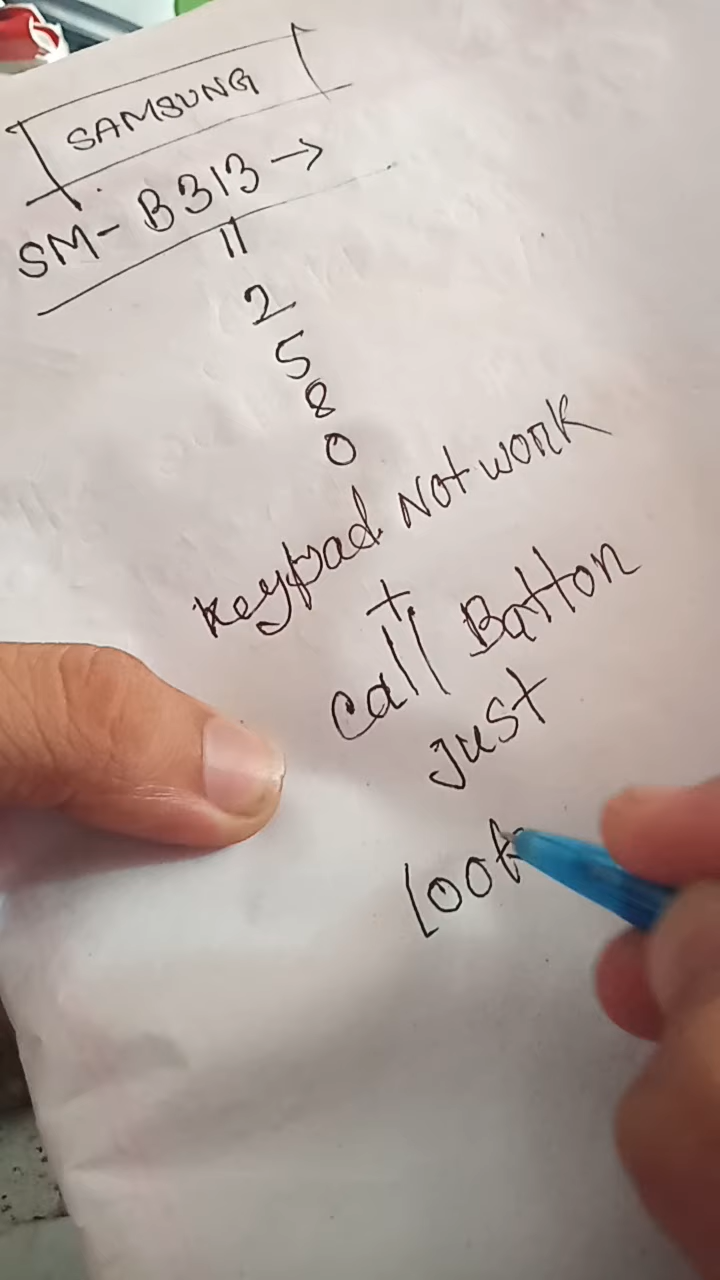 SAMSUNG
SM-B313 →
11
2
5
8
0
Keypad Not work
+
call Batton
Just
look